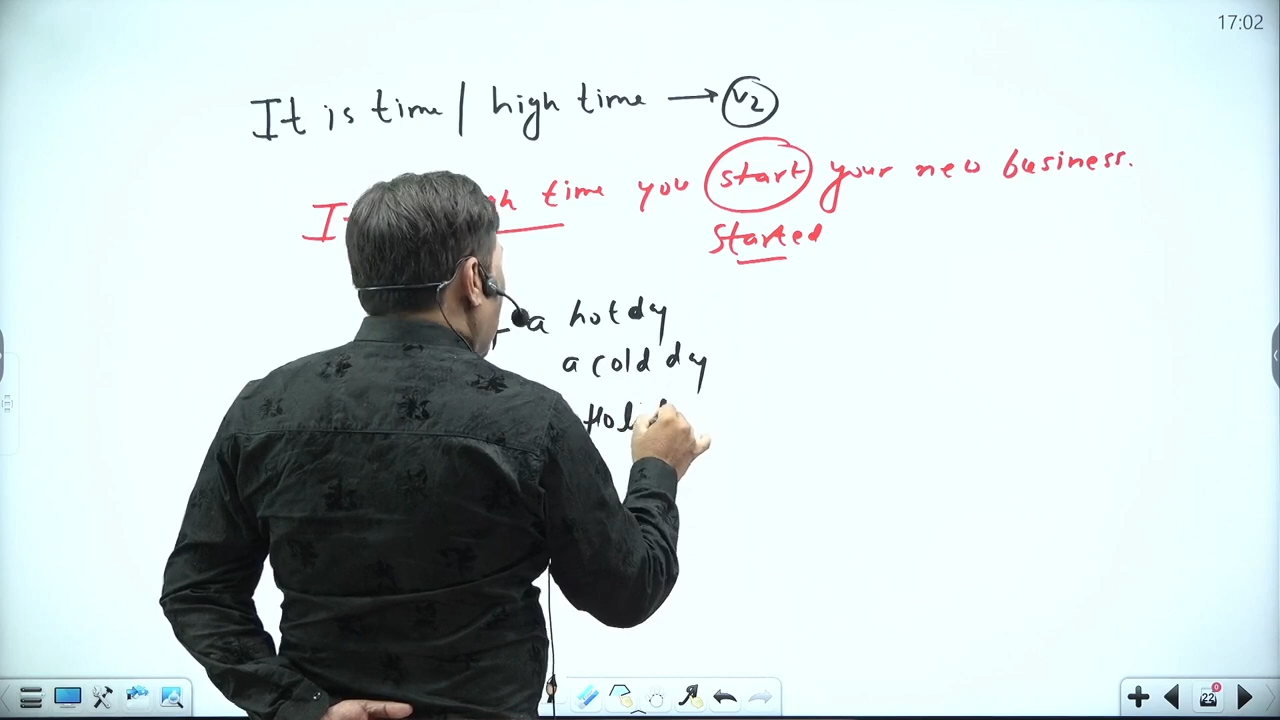 17:02
It is time / high time → V2
time you start your new business.
started
a hot dy
a cold dy
22